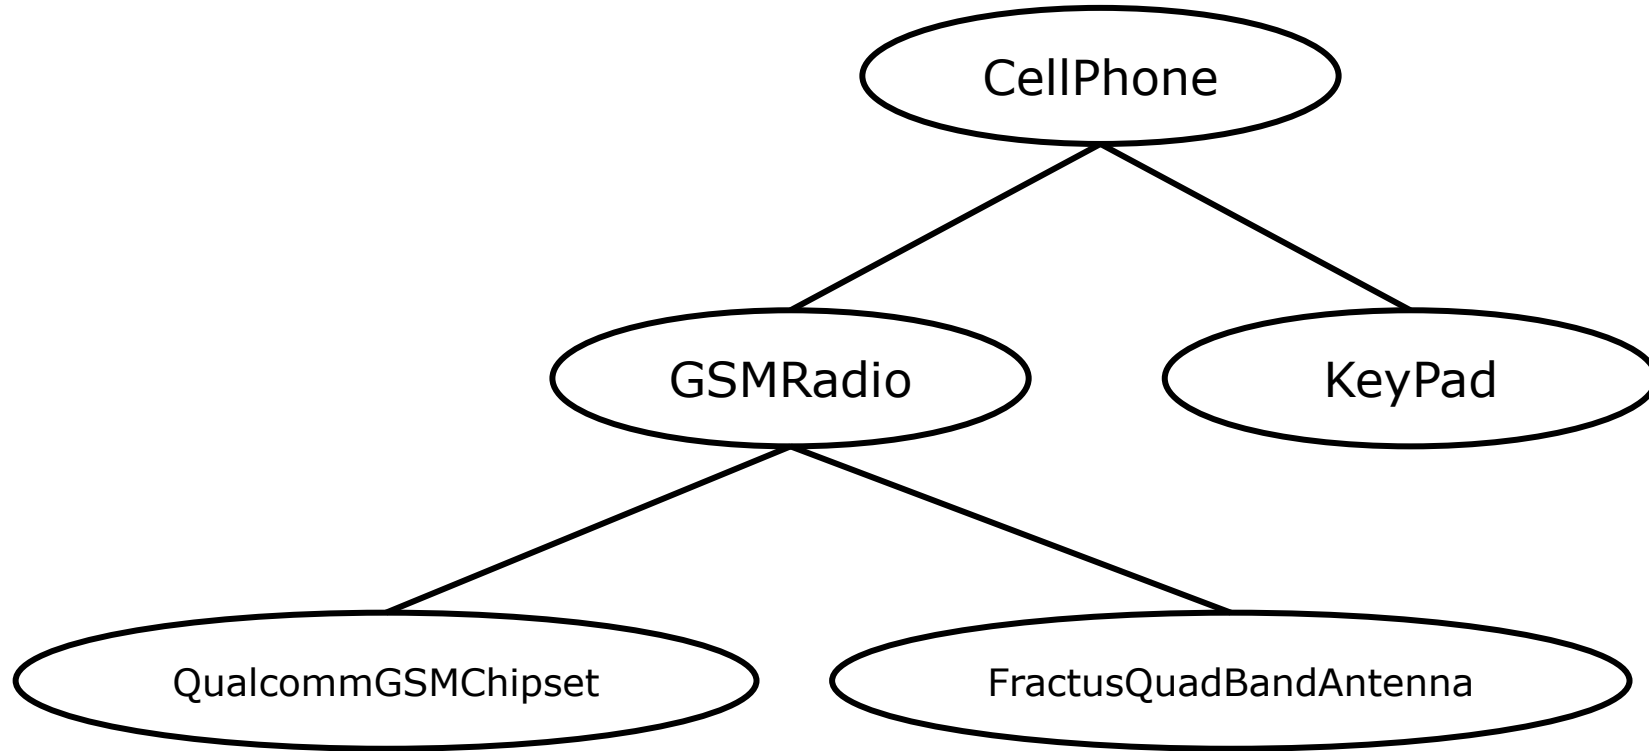 CellPhone
GSMRadio
KeyPad
QualcommGSMChipset
FractusQuadBandAntenna